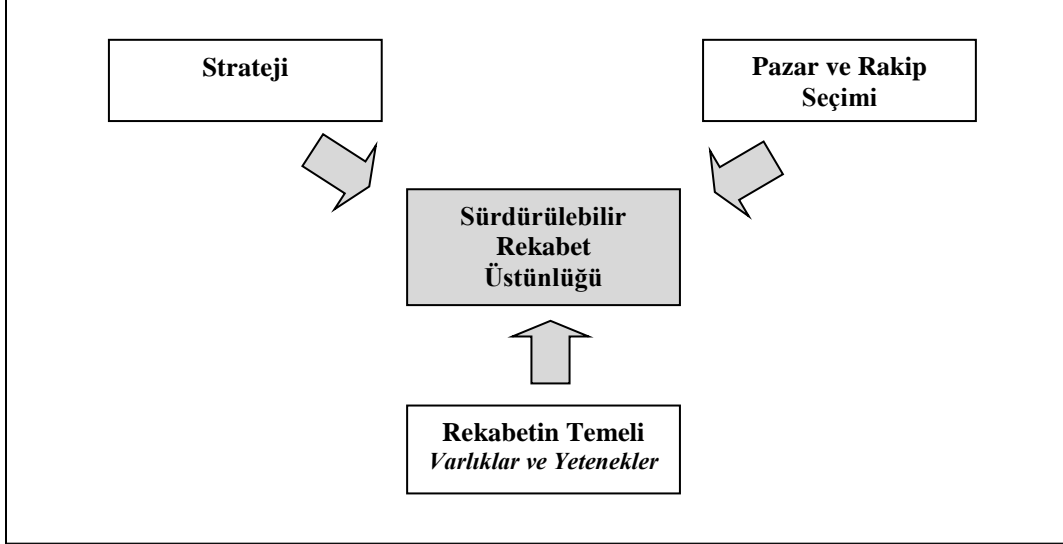 Strateji
Pazar ve Rakip
Seçimi
Sürdürülebilir
Rekabet
Üstünlüğü
Rekabetin Temeli
Varlıklar ve Yetenekler